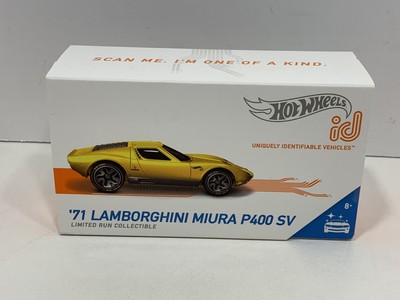 SCAN ME. I'M ONE OF A KIND.
Hot Wheels
id
UNIQUELY IDENTIFIABLE VEHICLES™
'71 LAMBORGHINI MIURA P400 SV
LIMITED RUN COLLECTIBLE
8+